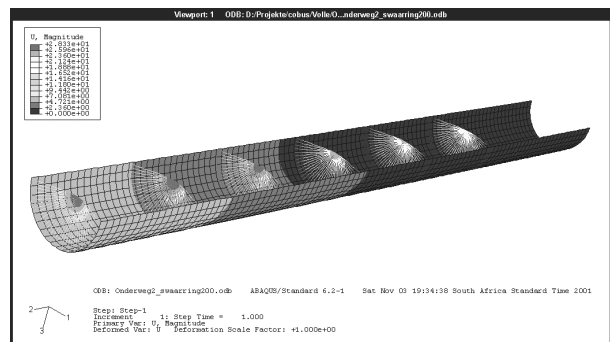 Viewport: 1 ODB: D:/Projekte/cobus/Velle/O...nderweg2_swaarring200.odb
U, Magnitude
+2.833e+01
+2.596e+01
+2.360e+01
+2.124e+01
+1.888e+01
+1.652e+01
+1.416e+01
+1.180e+01
+9.442e+00
+7.081e+00
+4.721e+00
+2.360e+00
+0.000e+00
ODB: Onderweg2_swaarring200.odb ABAQUS/Standard 6.2-1 Sat Nov 03 19:34:38 South Africa Standard Time 2001
2
1
3
Step: Step-1
Increment 1: Step Time = 1.000
Primary Var: U, Magnitude
Deformed Var: U Deformation Scale Factor: +1.000e+00